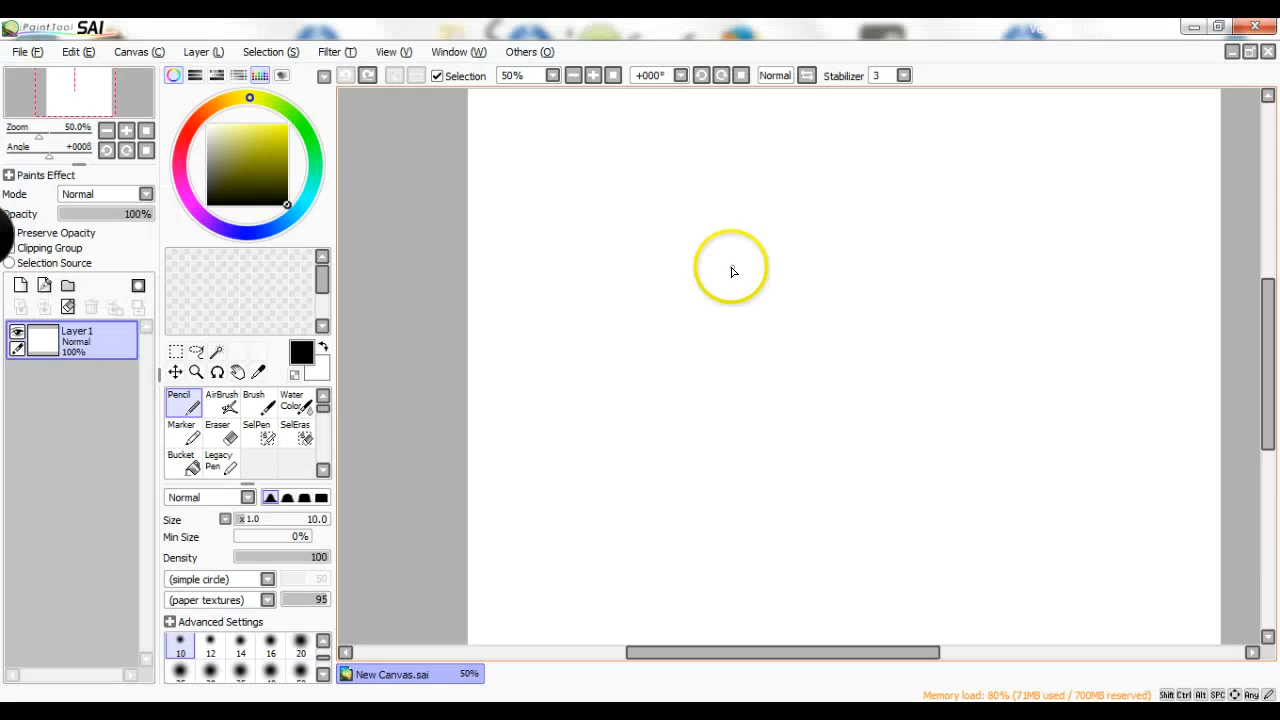 PaintTool SAI
File (F) Edit (E) Canvas (C) Layer (L) Selection (S) Filter (T) View (V) Window (W) Others (O)
Selection 50% +000° Normal Stabilizer 3
Zoom 50.0%
Angle
Paints Effect
Mode Normal
Opacity 100%
Preserve Opacity
Clipping Group
Selection Source
Layer1
Normal
100%
Pencil AirBrush Brush Water Color
Marker Eraser SelPen SelEras
Bucket Legacy Pen
Normal
Size x 1.0 10.0
Min Size 0%
Density 100
(simple circle) 50
(paper textures) 95
Advanced Settings
10 12 14 16 20
New Canvas.sai 50%
Memory load: 80% (71MB used / 700MB reserved) Shift Ctrl Alt SPC Any